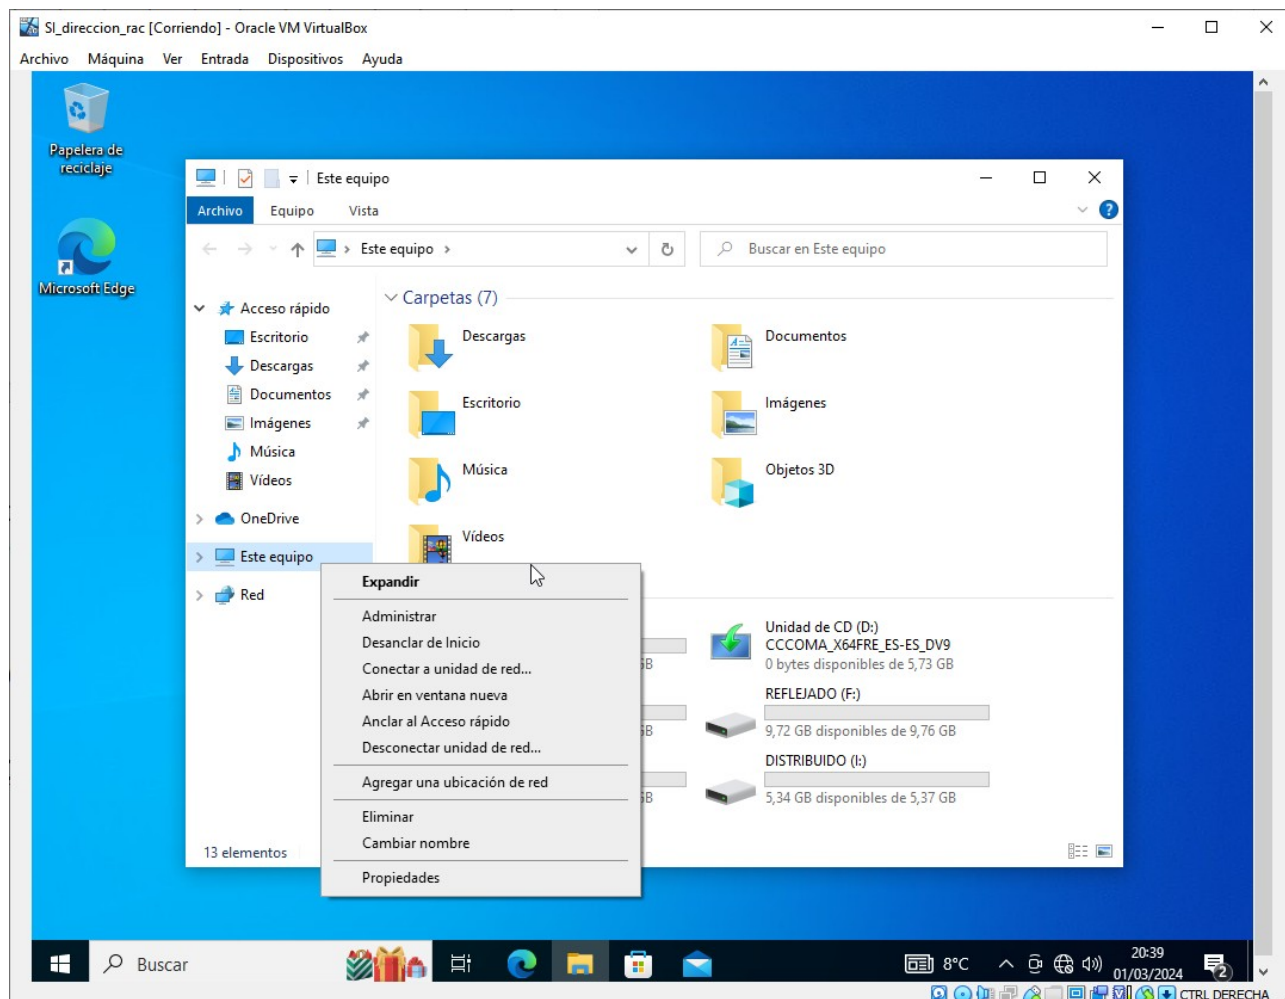 SI_direccion_rac [Corriendo] - Oracle VM VirtualBox
Archivo Máquina Ver Entrada Dispositivos Ayuda
Papelera de
reciclaje
Microsoft Edge
Este equipo
Archivo Equipo Vista
Este equipo
Buscar en Este equipo
Acceso rápido
Escritorio
Descargas
Documentos
Imágenes
Música
Vídeos
OneDrive
Este equipo
Red
Carpetas (7)
Descargas
Documentos
Escritorio
Imágenes
Música
Objetos 3D
Vídeos
Expandir
Administrar
Desanclar de Inicio
Conectar a unidad de red...
Abrir en ventana nueva
Anclar al Acceso rápido
Desconectar unidad de red...
Agregar una ubicación de red
Eliminar
Cambiar nombre
Propiedades
Unidad de CD (D:)
CCCOMA_X64FRE_ES-ES_DV9
0 bytes disponibles de 5,73 GB
REFLEJADO (F:)
9,72 GB disponibles de 9,76 GB
DISTRIBUIDO (I:)
5,34 GB disponibles de 5,37 GB
13 elementos
Buscar
8°C
20:39
01/03/2024
2
CTRL DERECHA